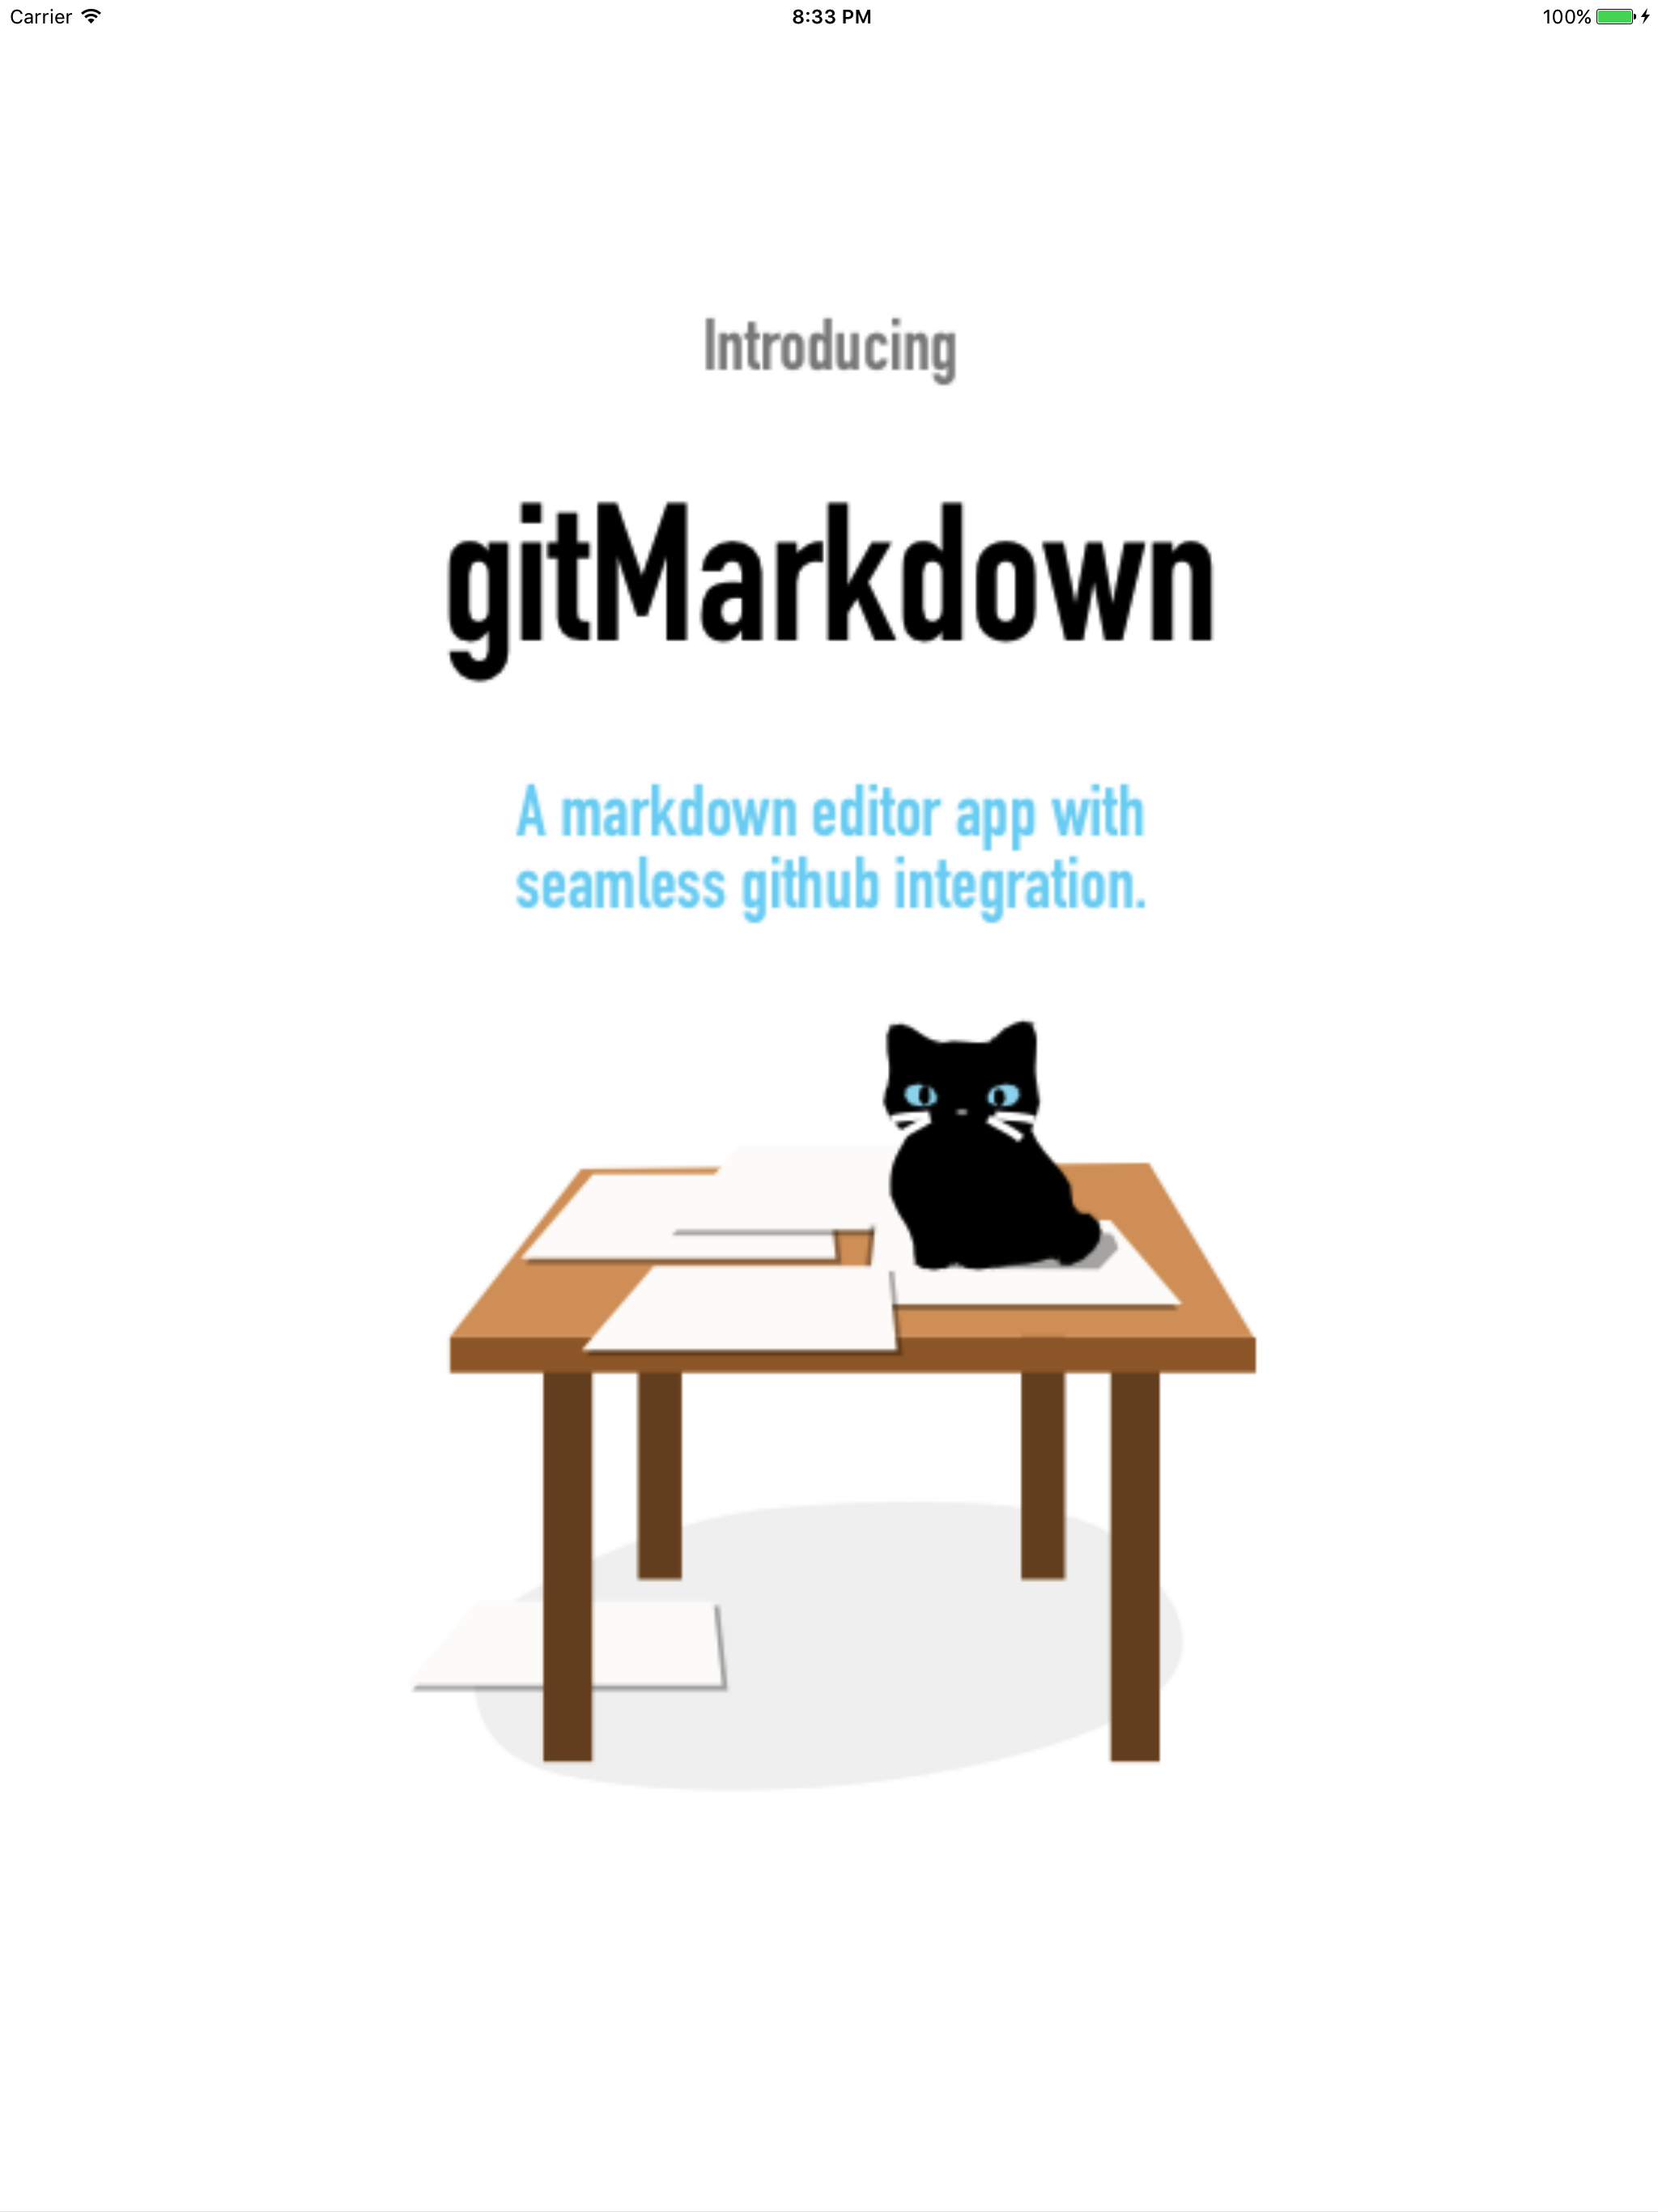 Carrier 8:33 PM 100%
Introducing
gitMarkdown
A markdown editor app with
seamless github integration.